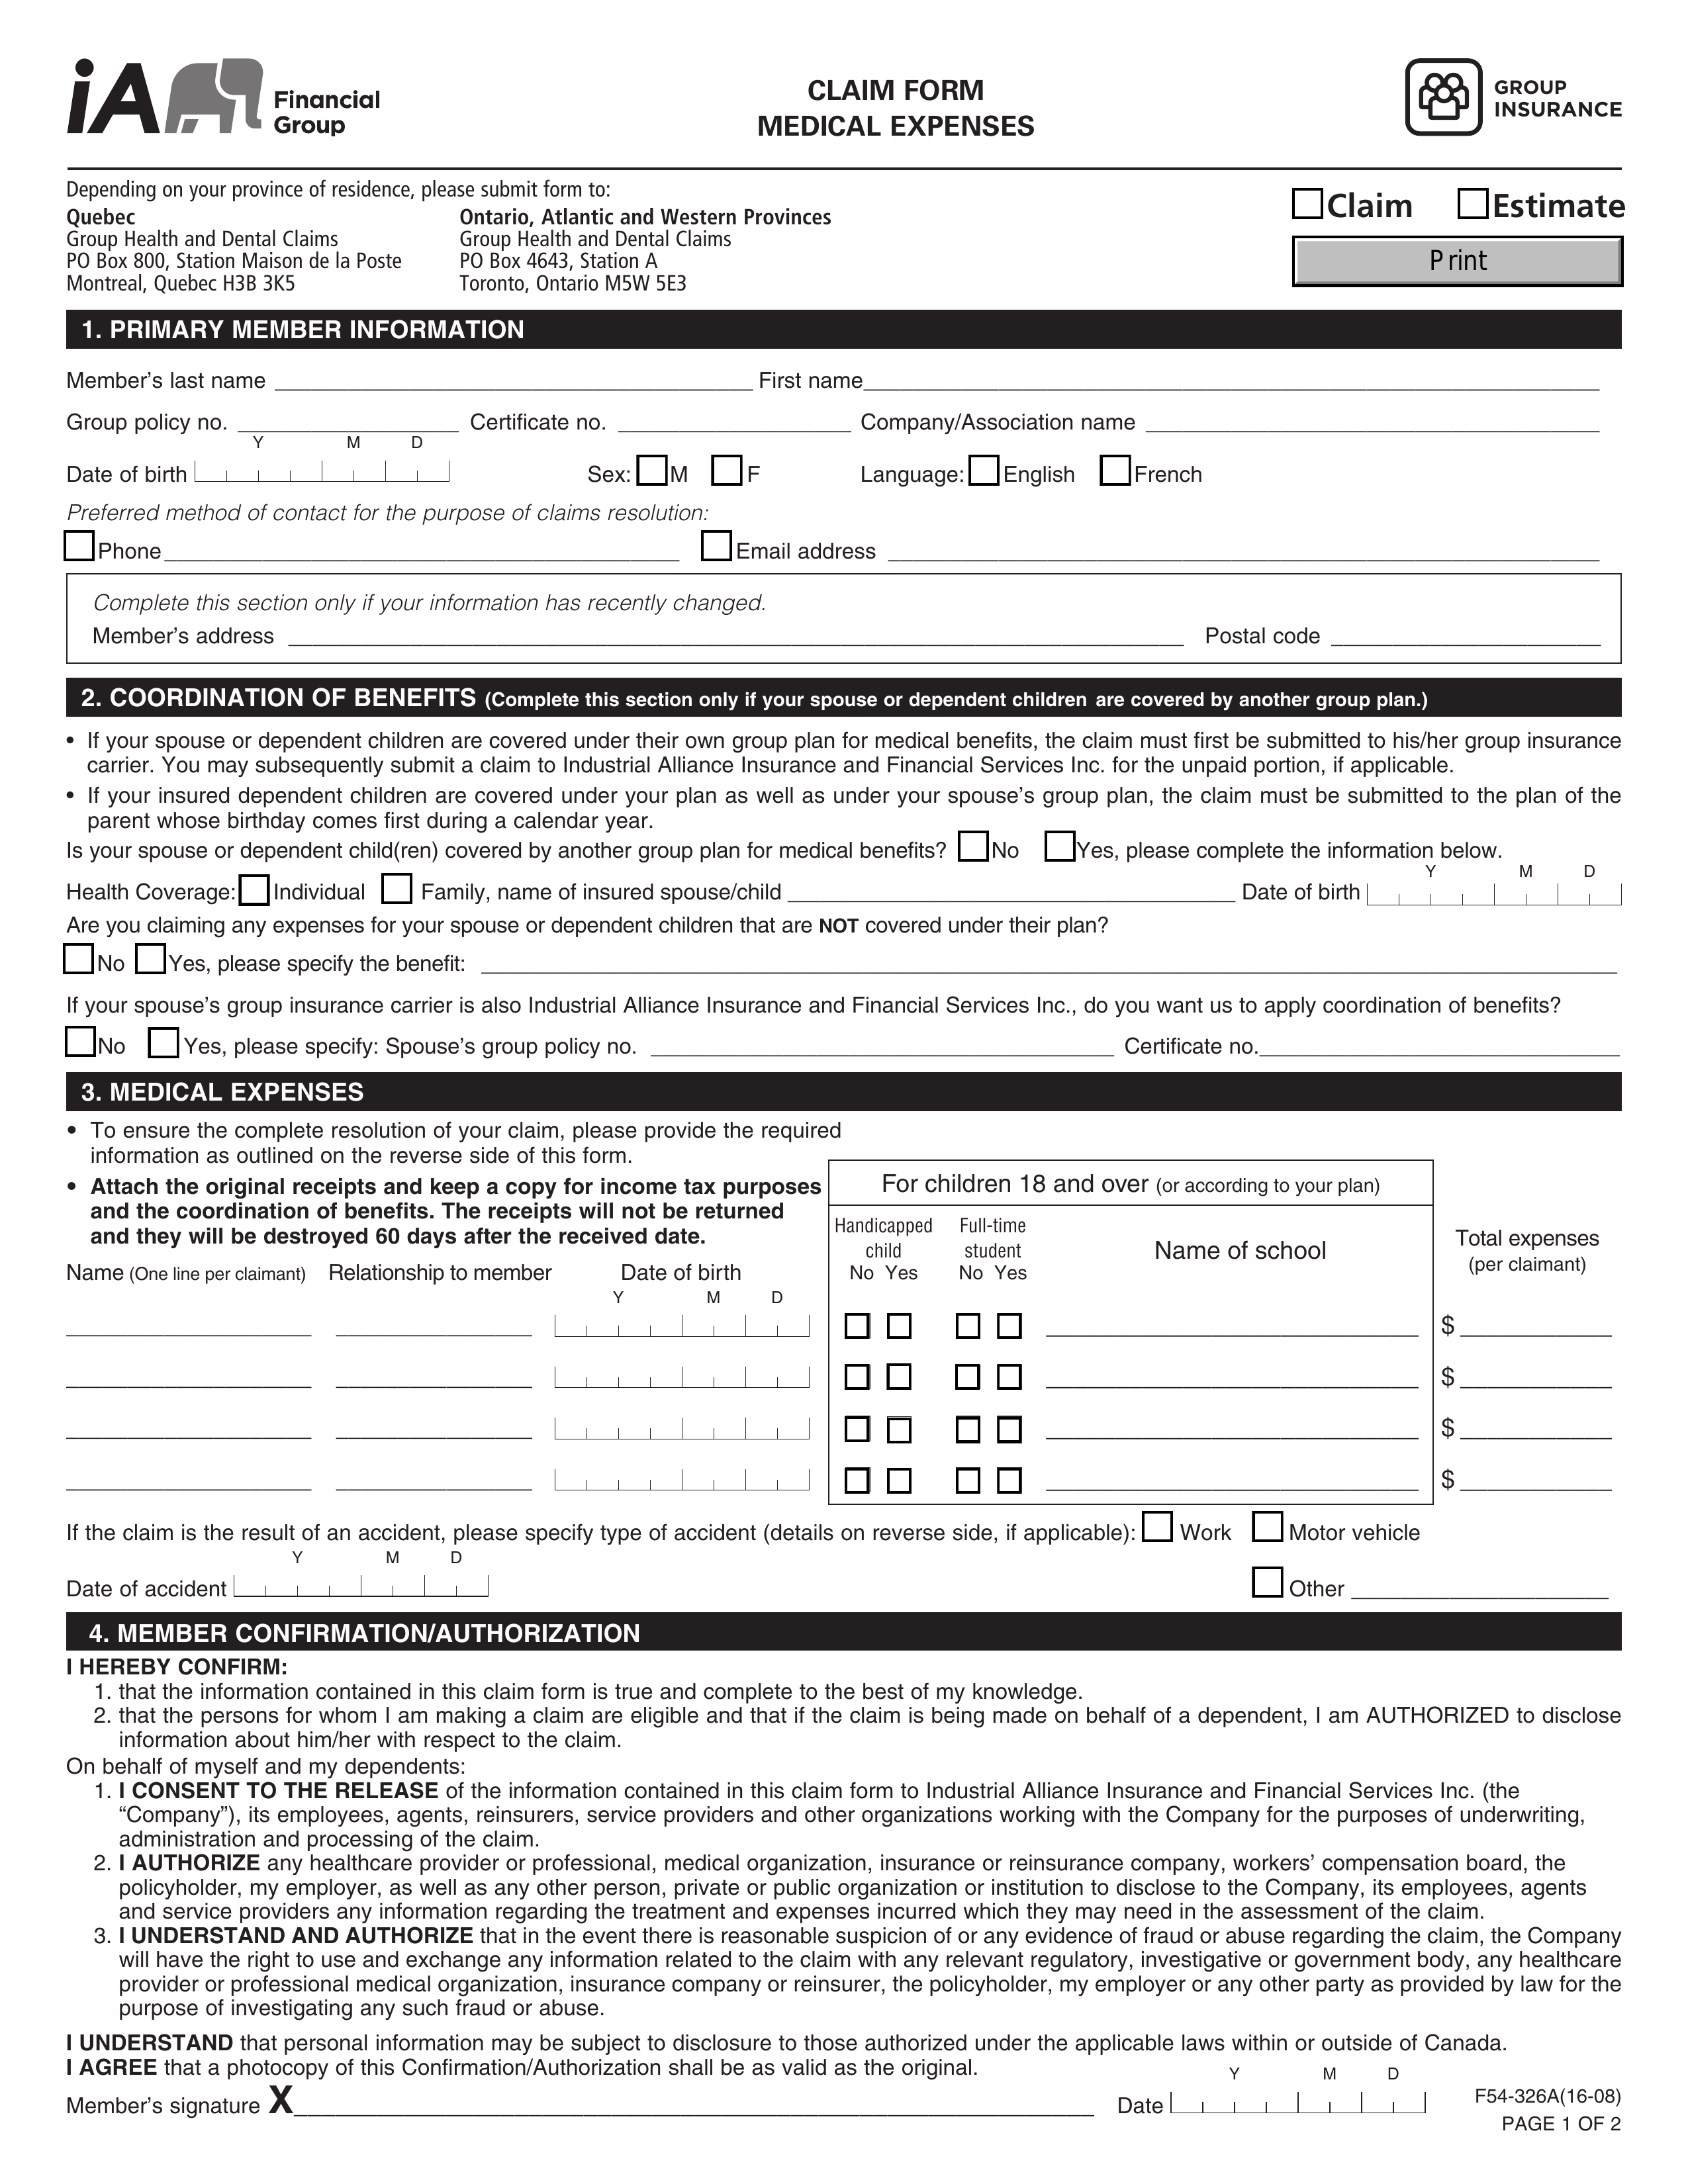 iA Financial Group
CLAIM FORM
MEDICAL EXPENSES
GROUP INSURANCE
Depending on your province of residence, please submit form to:
Quebec
Group Health and Dental Claims
PO Box 800, Station Maison de la Poste
Montreal, Quebec H3B 3K5
Ontario, Atlantic and Western Provinces
Group Health and Dental Claims
PO Box 4643, Station A
Toronto, Ontario M5W 5E3
Claim Estimate
Print
1. PRIMARY MEMBER INFORMATION
Member’s last name First name
Group policy no. Certificate no. Company/Association name
Y M D
Date of birth Sex: M F Language: English French
Preferred method of contact for the purpose of claims resolution:
Phone Email address
Complete this section only if your information has recently changed.
Member’s address Postal code
2. COORDINATION OF BENEFITS (Complete this section only if your spouse or dependent children are covered by another group plan.)
• If your spouse or dependent children are covered under their own group plan for medical benefits, the claim must first be submitted to his/her group insurance
carrier. You may subsequently submit a claim to Industrial Alliance Insurance and Financial Services Inc. for the unpaid portion, if applicable.
• If your insured dependent children are covered under your plan as well as under your spouse’s group plan, the claim must be submitted to the plan of the
parent whose birthday comes first during a calendar year.
Is your spouse or dependent child(ren) covered by another group plan for medical benefits? No Yes, please complete the information below.
Y M D
Health Coverage: Individual Family, name of insured spouse/child Date of birth
Are you claiming any expenses for your spouse or dependent children that are NOT covered under their plan?
No Yes, please specify the benefit:
If your spouse’s group insurance carrier is also Industrial Alliance Insurance and Financial Services Inc., do you want us to apply coordination of benefits?
No Yes, please specify: Spouse’s group policy no. Certificate no.
3. MEDICAL EXPENSES
• To ensure the complete resolution of your claim, please provide the required
information as outlined on the reverse side of this form.
• Attach the original receipts and keep a copy for income tax purposes
and the coordination of benefits. The receipts will not be returned
and they will be destroyed 60 days after the received date.
For children 18 and over (or according to your plan)
Handicapped child
No Yes
Full-time student
No Yes
Name of school
Total expenses
(per claimant)
Name (One line per claimant) Relationship to member Date of birth
Y M D
$
$
$
$
If the claim is the result of an accident, please specify type of accident (details on reverse side, if applicable): Work Motor vehicle
Y M D
Date of accident Other
4. MEMBER CONFIRMATION/AUTHORIZATION
I HEREBY CONFIRM:
1. that the information contained in this claim form is true and complete to the best of my knowledge.
2. that the persons for whom I am making a claim are eligible and that if the claim is being made on behalf of a dependent, I am AUTHORIZED to disclose
information about him/her with respect to the claim.
On behalf of myself and my dependents:
1. I CONSENT TO THE RELEASE of the information contained in this claim form to Industrial Alliance Insurance and Financial Services Inc. (the
“Company”), its employees, agents, reinsurers, service providers and other organizations working with the Company for the purposes of underwriting,
administration and processing of the claim.
2. I AUTHORIZE any healthcare provider or professional, medical organization, insurance or reinsurance company, workers’ compensation board, the
policyholder, my employer, as well as any other person, private or public organization or institution to disclose to the Company, its employees, agents
and service providers any information regarding the treatment and expenses incurred which they may need in the assessment of the claim.
3. I UNDERSTAND AND AUTHORIZE that in the event there is reasonable suspicion of or any evidence of fraud or abuse regarding the claim, the Company
will have the right to use and exchange any information related to the claim with any relevant regulatory, investigative or government body, any healthcare
provider or professional medical organization, insurance company or reinsurer, the policyholder, my employer or any other party as provided by law for the
purpose of investigating any such fraud or abuse.
I UNDERSTAND that personal information may be subject to disclosure to those authorized under the applicable laws within or outside of Canada.
I AGREE that a photocopy of this Confirmation/Authorization shall be as valid as the original.
Y M D
Member’s signature X Date
F54-326A(16-08)
PAGE 1 OF 2